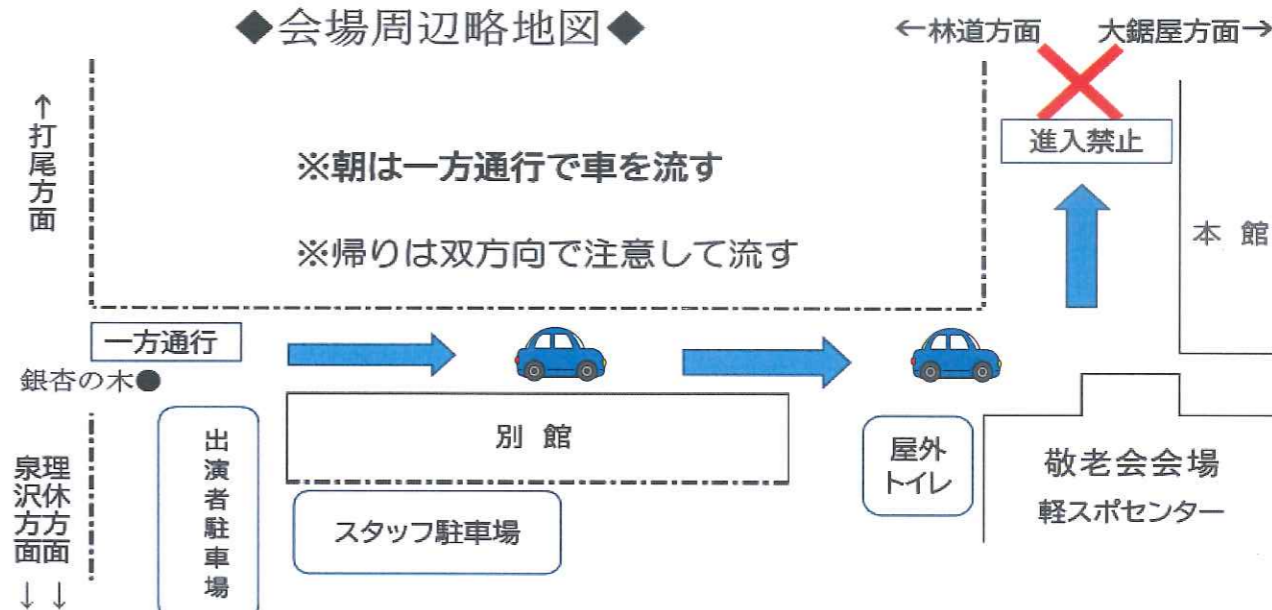 ◆会場周辺略地図◆
←林道方面 大鋸屋方面→
↑打尾方面
進入禁止
※朝は一方通行で車を流す
※帰りは双方向で注意して流す
本館
一方通行
銀杏の木●
別館
出演者駐車場
屋外
トイレ
敬老会会場
軽スポセンター
スタッフ駐車場
理休方面↓
泉沢方面↓